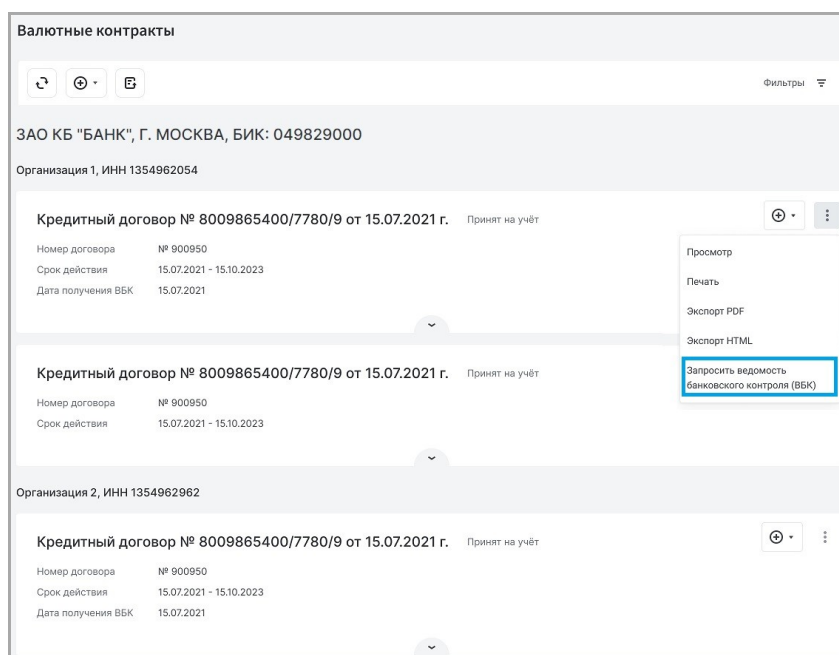 Валютные контракты
Фильтры
ЗАО КБ "БАНК", Г. МОСКВА, БИК: 049829000
Организация 1, ИНН 1354962054
Кредитный договор № 8009865400/7780/9 от 15.07.2021 г. Принят на учёт
Номер договора № 900950
Срок действия 15.07.2021 - 15.10.2023
Дата получения ВБК 15.07.2021
Просмотр
Печать
Экспорт PDF
Экспорт HTML
Запросить ведомость
банковского контроля (ВБК)
Кредитный договор № 8009865400/7780/9 от 15.07.2021 г. Принят на учёт
Номер договора № 900950
Срок действия 15.07.2021 - 15.10.2023
Организация 2, ИНН 1354962962
Кредитный договор № 8009865400/7780/9 от 15.07.2021 г. Принят на учёт
Номер договора № 900950
Срок действия 15.07.2021 - 15.10.2023
Дата получения ВБК 15.07.2021